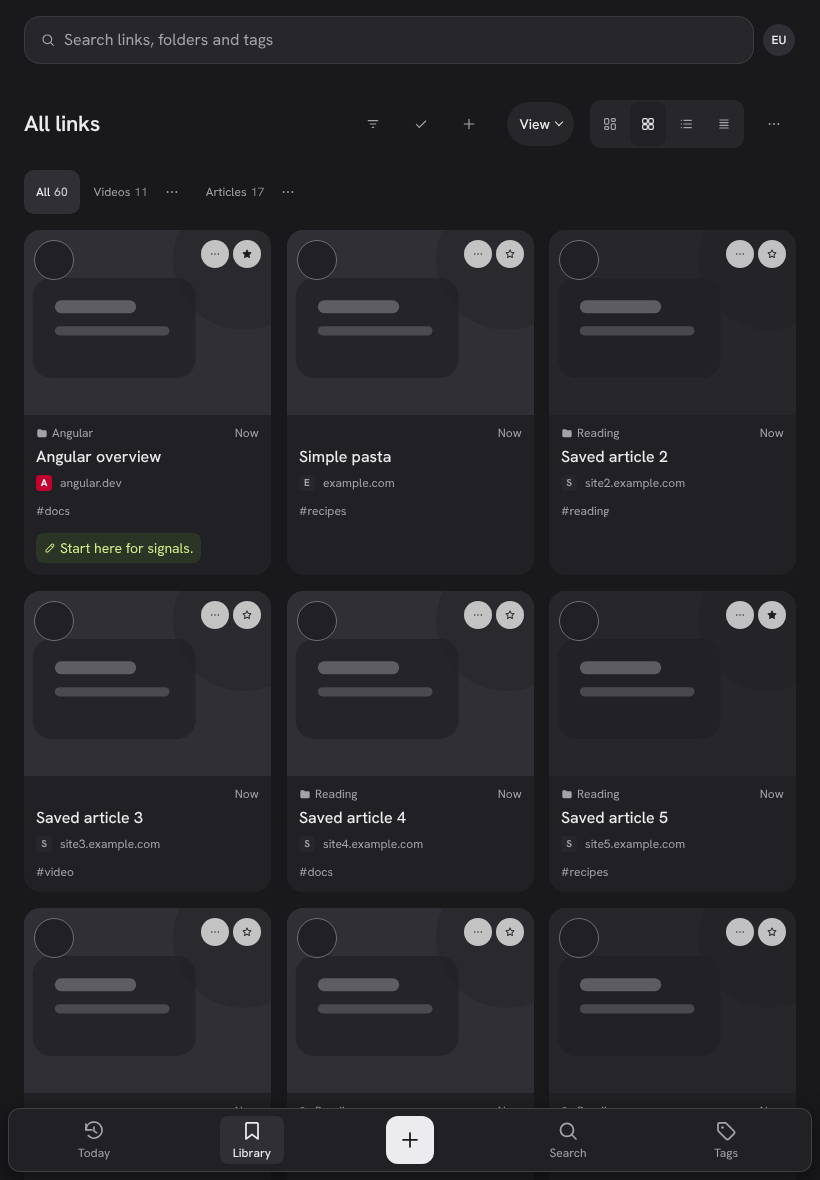 Search links, folders and tags
EU
All links
View
All 60
Videos 11
Articles 17
Angular
Now
Angular overview
A angular.dev
#docs
Start here for signals.
Now
Simple pasta
E example.com
#recipes
Reading
Now
Saved article 2
S site2.example.com
#reading
Now
Saved article 3
S site3.example.com
#video
Reading
Now
Saved article 4
S site4.example.com
#docs
Reading
Now
Saved article 5
S site5.example.com
#recipes
Today
Library
Search
Tags